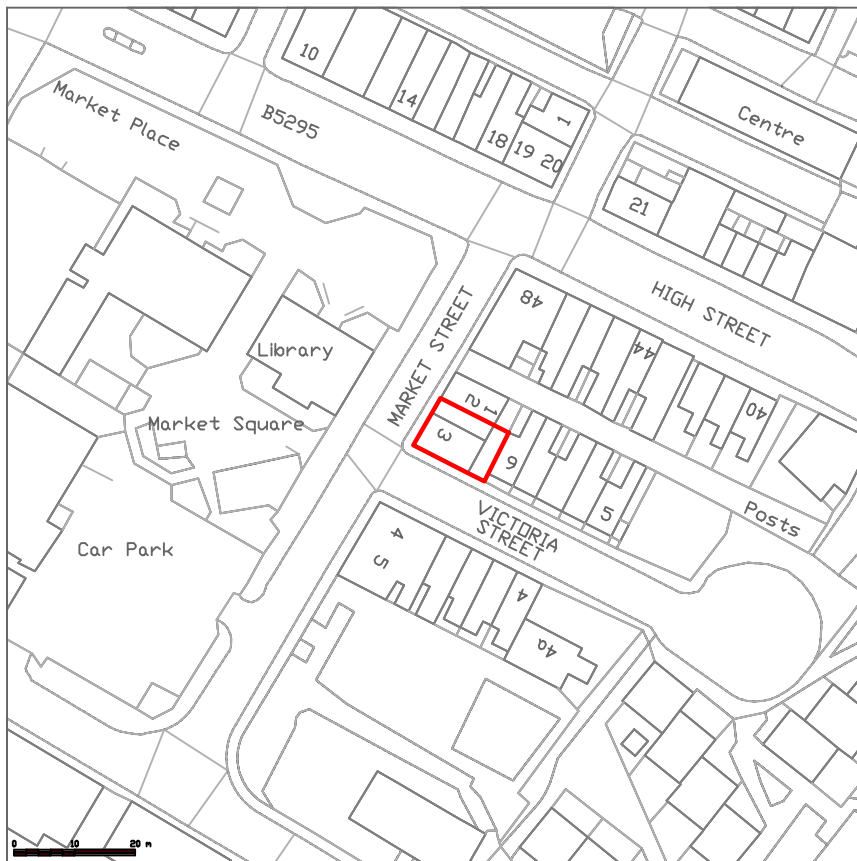 10
14
18
19
20
1
Centre
Market Place
B5295
21
HIGH STREET
48
44
40
MARKET STREET
Library
Market Square
1
2
3
6
5
Posts
VICTORIA
STREET
Car Park
4
5
4
4a
0 10 20 m